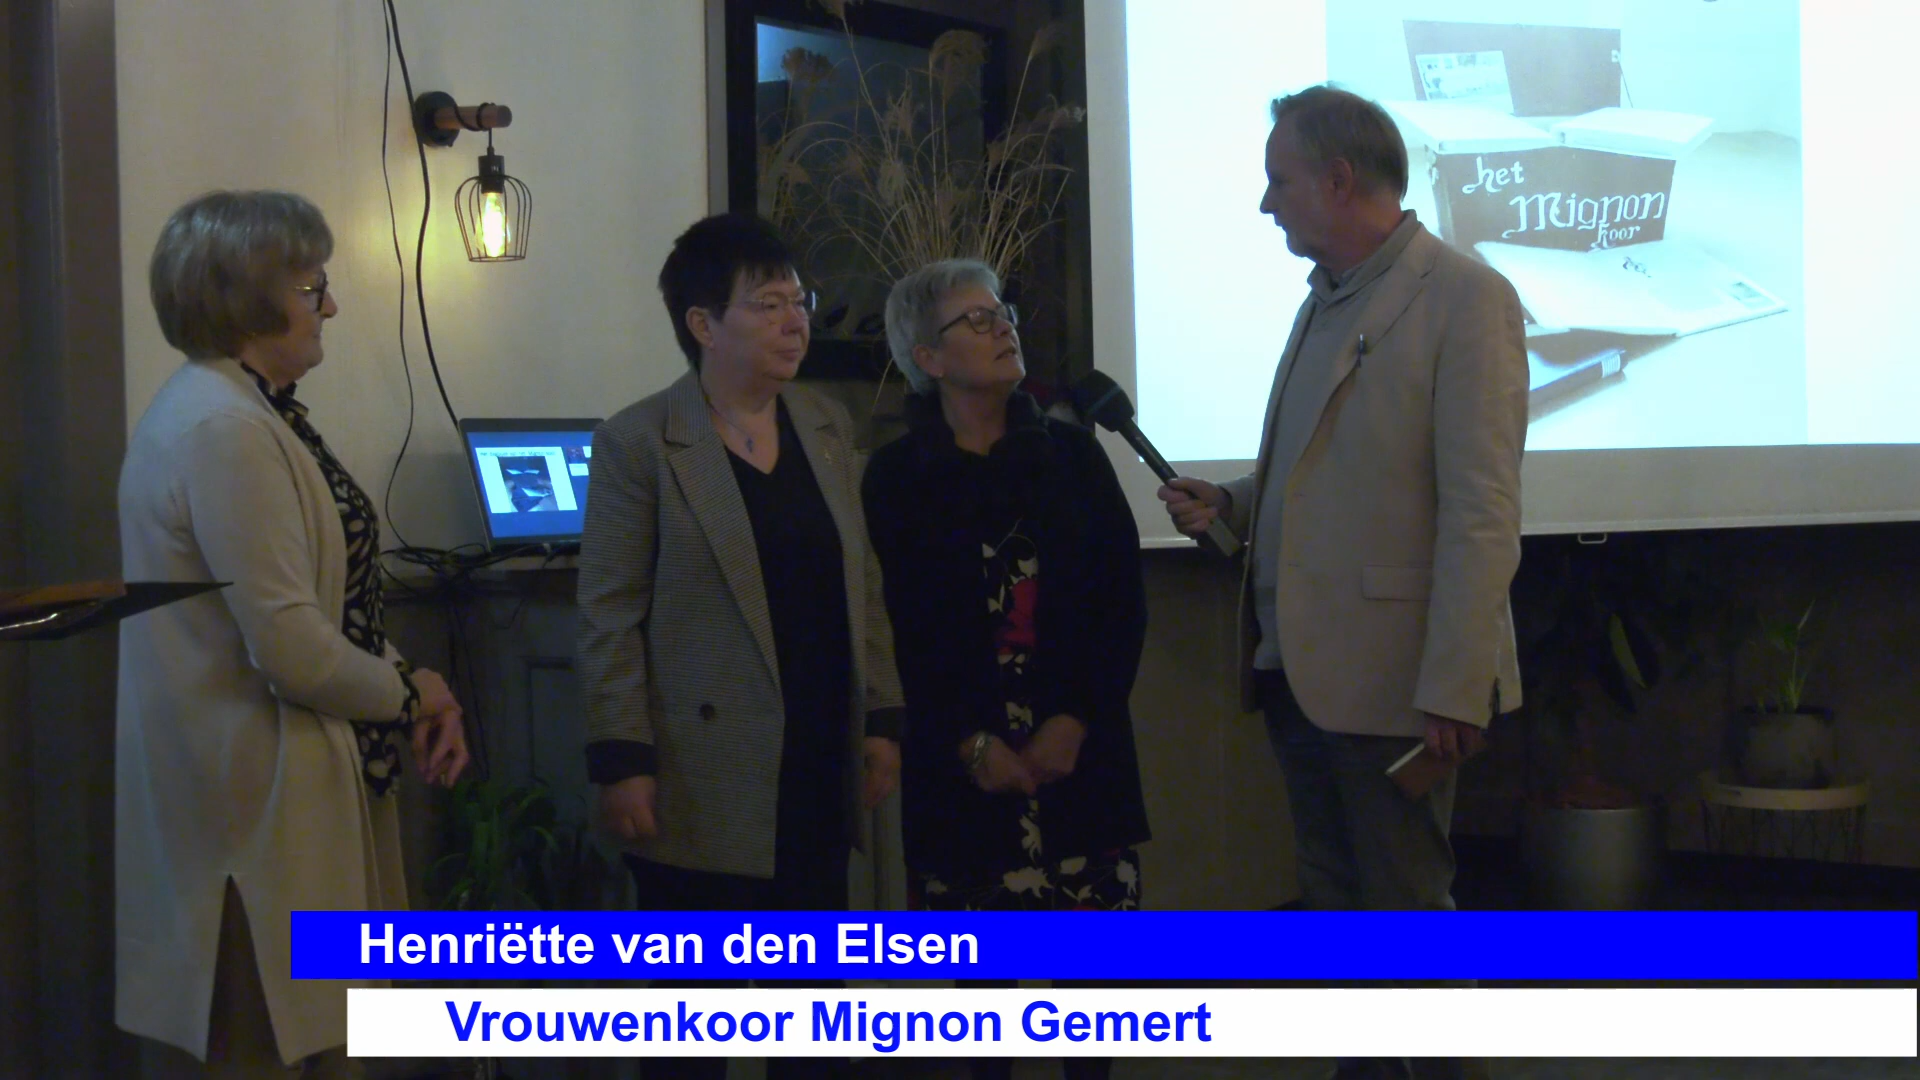 het
Mignon
koor
Henriëtte van den Elsen
Vrouwenkoor Mignon Gemert